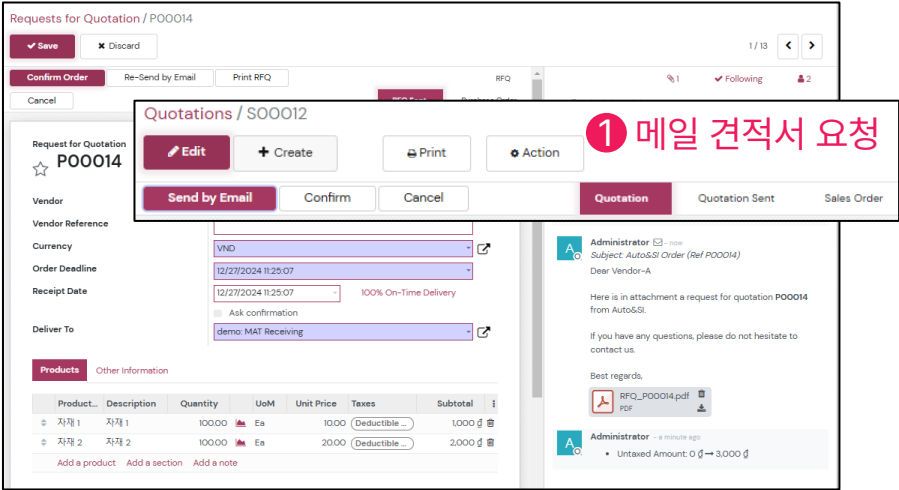 Requests for Quotation / P00014
Save
Discard
1 / 13
Confirm Order
Re-Send by Email
Print RFQ
RFQ
1
Following
2
Cancel
Quotations / S00012
1 메일 견적서 요청
Edit
Create
Print
Action
Send by Email
Confirm
Cancel
Quotation
Quotation Sent
Sales Order
Request for Quotation
P00014
Vendor
Vendor Reference
Currency
VND
Order Deadline
12/27/2024 11:25:07
Receipt Date
12/27/2024 11:25:07
100% On-Time Delivery
Ask confirmation
Deliver To
demo: MAT Receiving
Products
Other Information
Product... Description Quantity UoM Unit Price Taxes Subtotal
자재 1 자재 1 100.00 Ea 10.00 Deductible ... 1,000 ₫
자재 2 자재 2 100.00 Ea 20.00 Deductible ... 2,000 ₫
Add a product Add a section Add a note
A
Administrator - now
Subject: Auto&SI Order (Ref P00014)
Dear Vendor-A
Here is in attachment a request for quotation P00014
from Auto&SI.
If you have any questions, please do not hesitate to
contact us.
Best regards,
RFQ_P00014.pdf
PDF
A
Administrator - a minute ago
• Untaxed Amount: 0 ₫ → 3,000 ₫